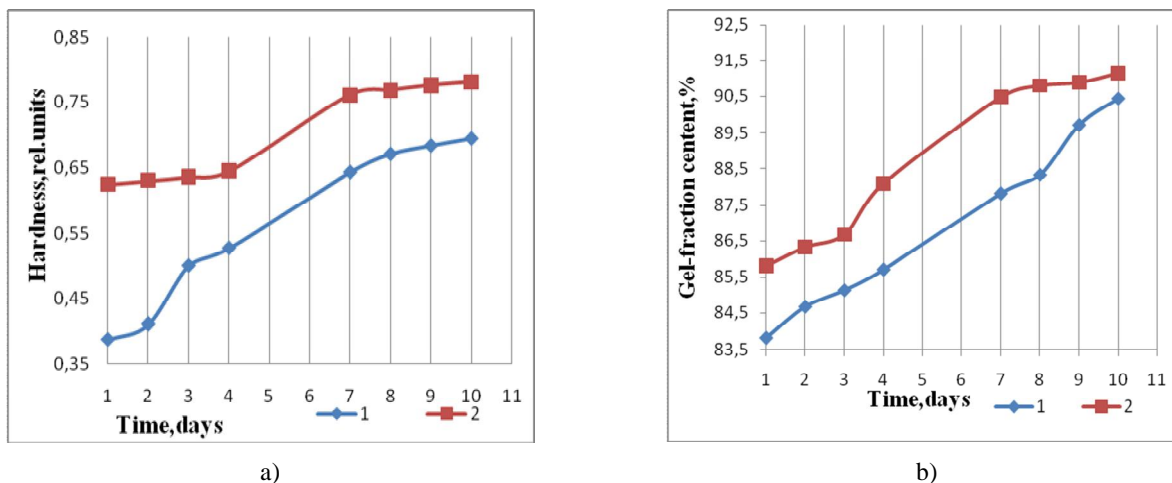 0,85
0,75
0,65
0,55
0,45
0,35
Hardness,rel.units
1 2 3 4 5 6 7 8 9 10 11
Time,days
1 2
a)
92,5
91,5
90,5
89,5
88,5
87,5
86,5
85,5
84,5
83,5
Gel-fraction centent,%
1 2 3 4 5 6 7 8 9 10 11
Time,days
1 2
b)